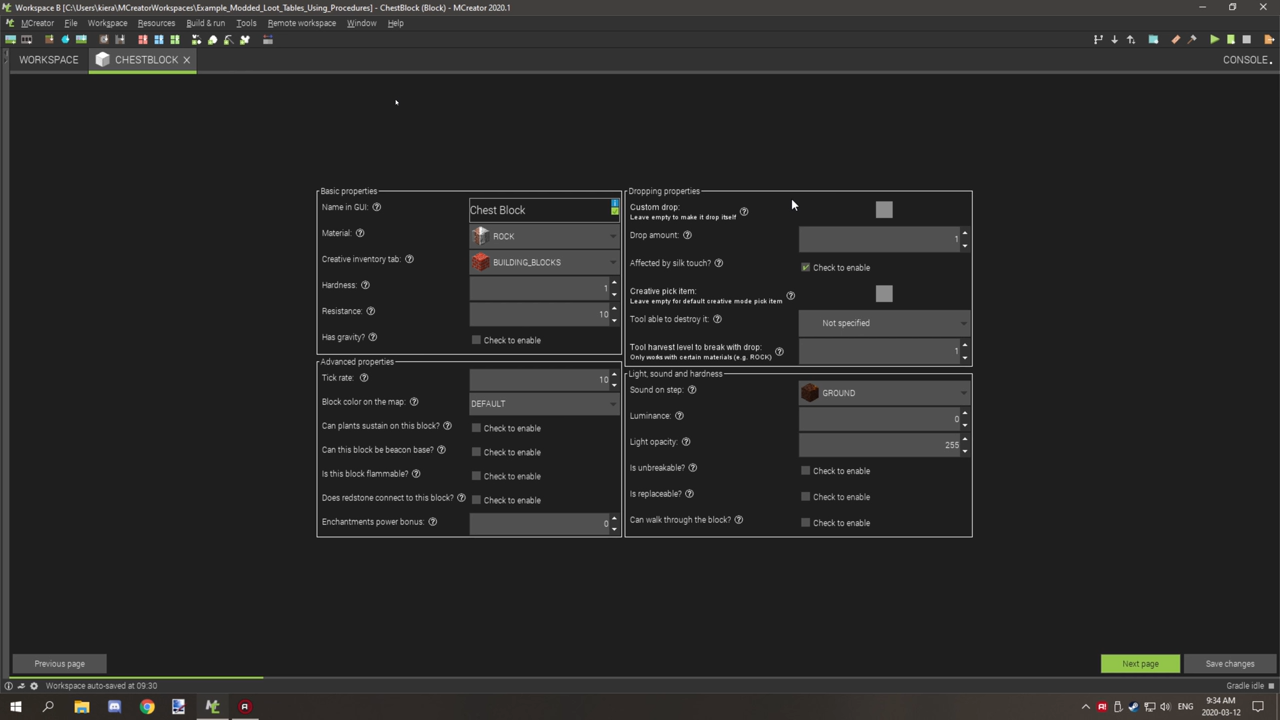 Workspace B [C:\Users\kiera\MCreatorWorkspaces\Example_Modded_Loot_Tables_Using_Procedures] - ChestBlock (Block) - MCreator 2020.1
MCreator File Workspace Resources Build & run Tools Remote workspace Window Help
WORKSPACE CHESTBLOCK CONSOLE
Basic properties
Name in GUI: Chest Block
Material: ROCK
Creative inventory tab: BUILDING_BLOCKS
Hardness: 1
Resistance: 10
Has gravity? Check to enable
Advanced properties
Tick rate: 10
Block color on the map: DEFAULT
Can plants sustain on this block? Check to enable
Can this block be beacon base? Check to enable
Is this block flammable? Check to enable
Does redstone connect to this block? Check to enable
Enchantments power bonus: 0
Dropping properties
Custom drop:
Leave empty to make it drop itself
Drop amount: 1
Affected by silk touch? Check to enable
Creative pick item:
Leave empty for default creative mode pick item
Tool able to destroy it: Not specified
Tool harvest level to break with drop: 1
Only works with certain materials (e.g. ROCK)
Light, sound and hardness
Sound on step: GROUND
Luminance: 0
Light opacity: 255
Is unbreakable? Check to enable
Is replaceable? Check to enable
Can walk through the block? Check to enable
Previous page Next page Save changes
Workspace auto-saved at 09:30 Gradle idle
ENG 9:34 AM
2020-03-12